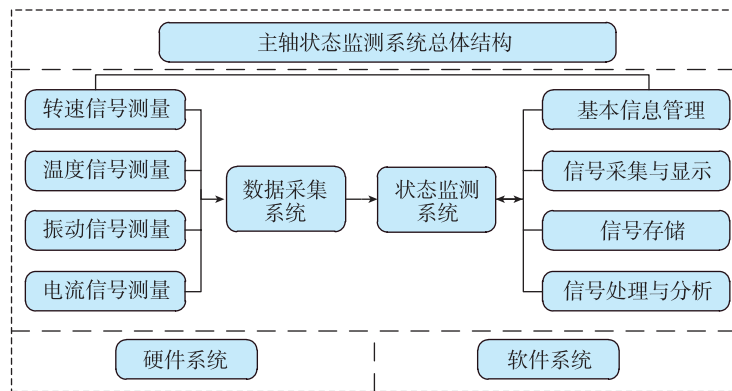 主轴状态监测系统总体结构
转速信号测量
温度信号测量
振动信号测量
电流信号测量
数据采集
系统
状态监测
系统
基本信息管理
信号采集与显示
信号存储
信号处理与分析
硬件系统
软件系统